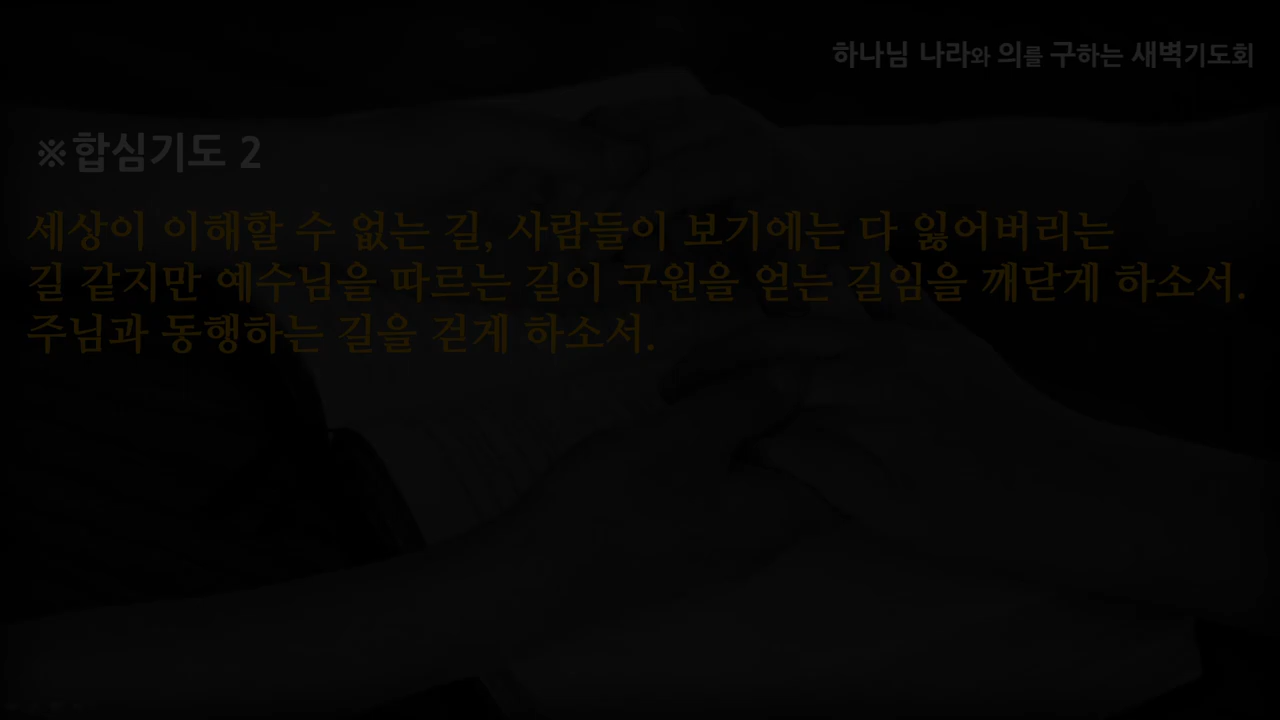 하나님 나라와 의를 구하는 새벽기도회
※합심기도 2
세상이 이해할 수 없는 길, 사람들이 보기에는 다 잃어버리는
길 같지만 예수님을 따르는 길이 구원을 얻는 길임을 깨닫게 하소서.
주님과 동행하는 길을 걷게 하소서.